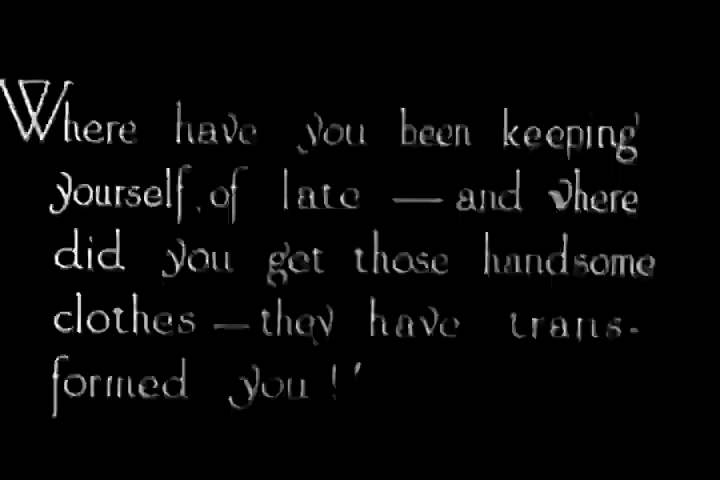 Where have you been keeping
yourself, of late — and where
did you get those handsome
clothes — they have trans-
formed you!"